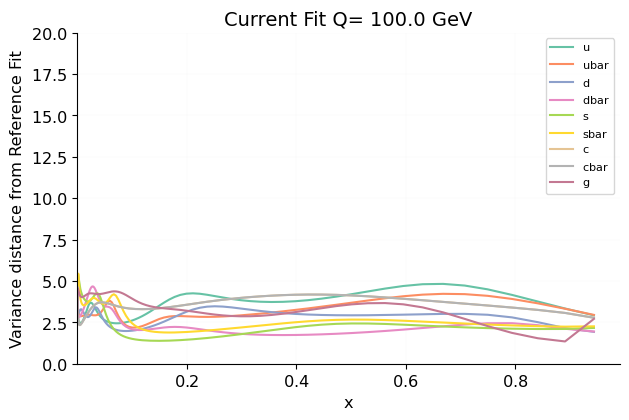 Current Fit Q= 100.0 GeV
Variance distance from Reference Fit
20.0
17.5
15.0
12.5
10.0
7.5
5.0
2.5
0.0
0.2
0.4
0.6
0.8
x
u
ubar
d
dbar
s
sbar
c
cbar
g